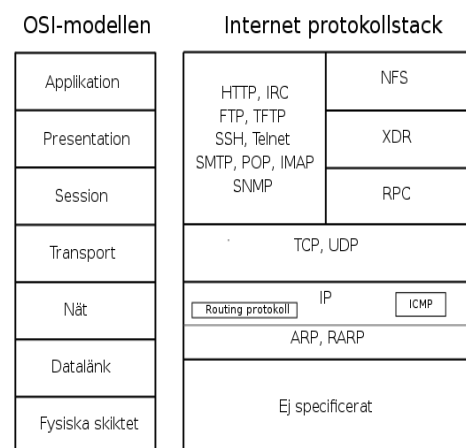 OSI-modellen
Applikation
Presentation
Session
Transport
Nät
Datalänk
Fysiska skiktet
Internet protokollstack
HTTP, IRC
FTP, TFTP
SSH, Telnet
SMTP, POP, IMAP
SNMP
NFS
XDR
RPC
TCP, UDP
IP
Routing protokoll
ICMP
ARP, RARP
Ej specificerat